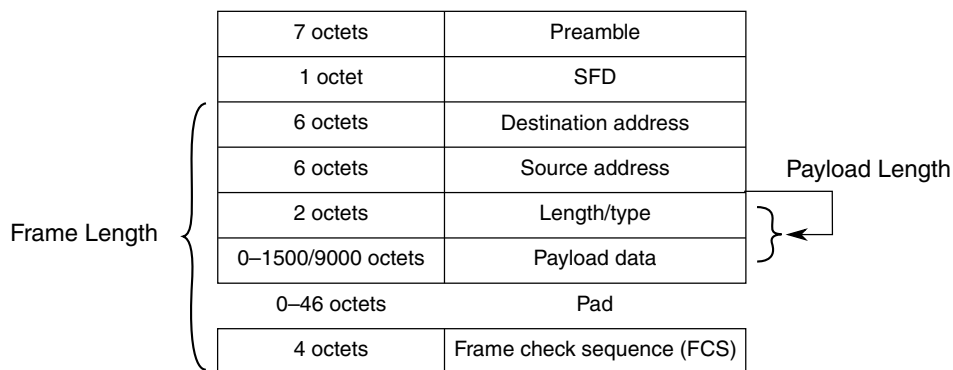 7 octets Preamble
1 octet SFD
6 octets Destination address
6 octets Source address
Payload Length
2 octets Length/type
Frame Length
0–1500/9000 octets Payload data
0–46 octets Pad
4 octets Frame check sequence (FCS)